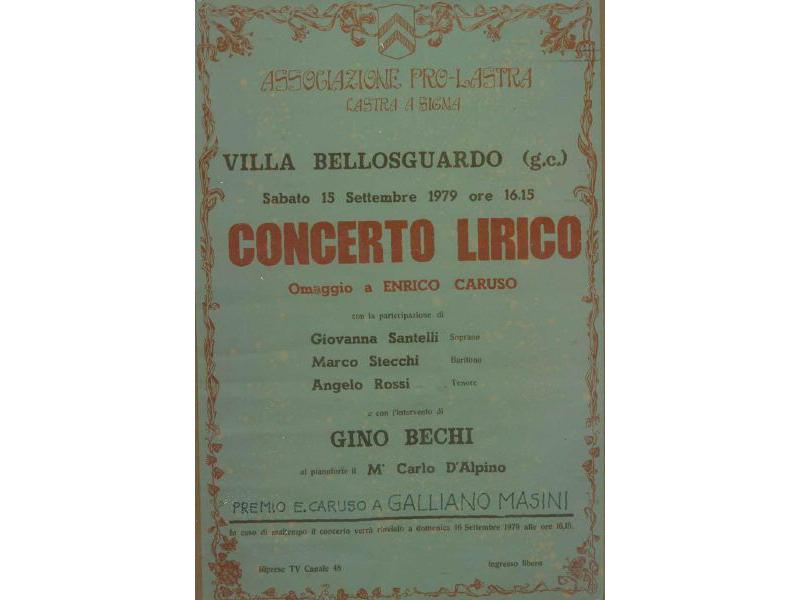 ASSOCIAZIONE PRO-LASTRA
LASTRA A SIGNA
VILLA BELLOSGUARDO (g.c.)
Sabato 15 Settembre 1979 ore 16.15
CONCERTO LIRICO
Omaggio a ENRICO CARUSO
con la partecipazione di
Giovanna Santelli Soprano
Marco Stecchi Baritono
Angelo Rossi Tenore
e con l'intervento di
GINO BECHI
al pianoforte il M° Carlo D'Alpino
PREMIO E. CARUSO A GALLIANO MASINI
In caso di maltempo il concerto verrà rinviato a domenica 16 Settembre 1979 alle ore 16,15.
Riprese TV Canale 48
Ingresso libero